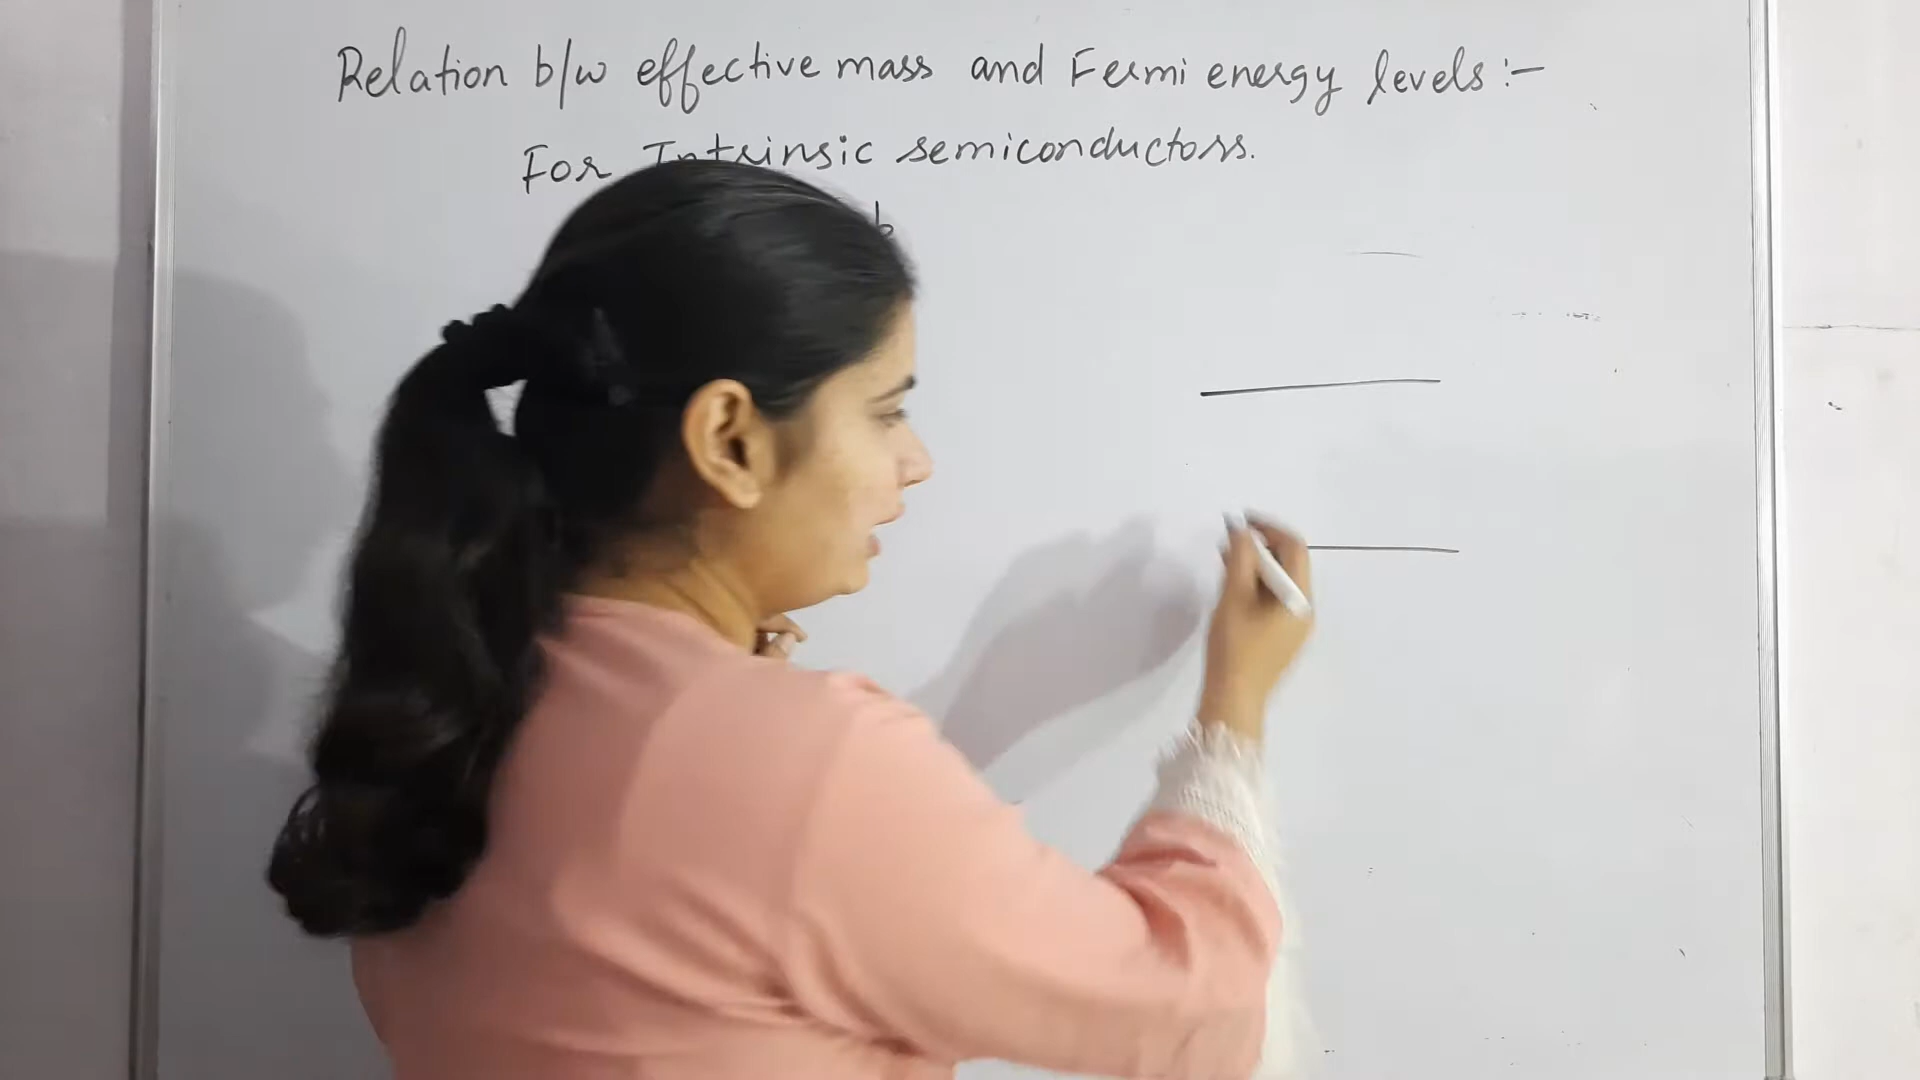 Relation b/w effective mass and Fermi energy levels :-
For Intrinsic semiconductors.